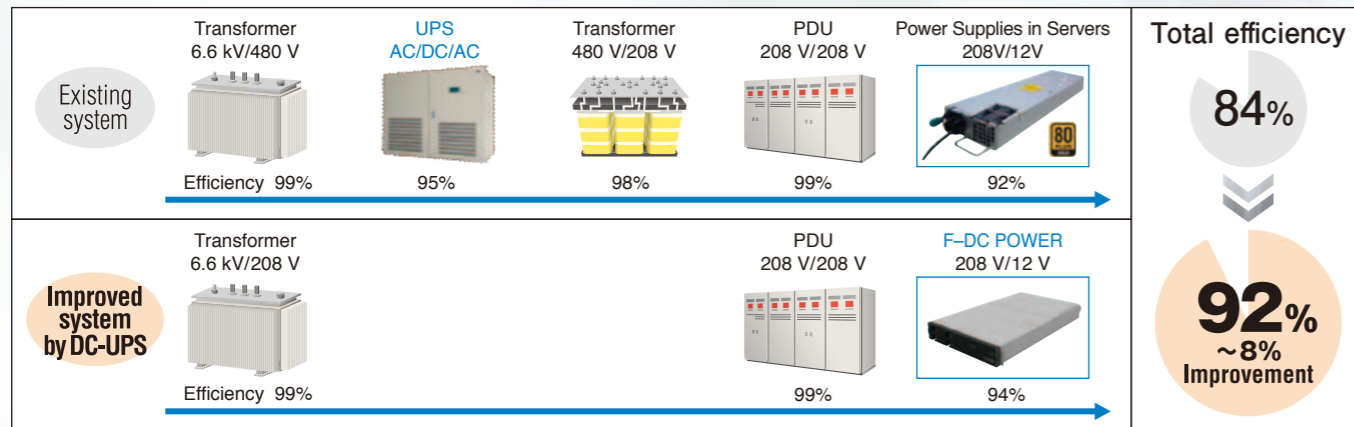 Transformer
6.6 kV/480 V
UPS
AC/DC/AC
Transformer
480 V/208 V
PDU
208 V/208 V
Power Supplies in Servers
208V/12V
Total efficiency
Existing
system
80
84%
Efficiency 99%
95%
98%
99%
92%
Transformer
6.6 kV/208 V
PDU
208 V/208 V
F–DC POWER
208 V/12 V
Improved
system
by DC-UPS
92%
~8%
Improvement
Efficiency 99%
99%
94%